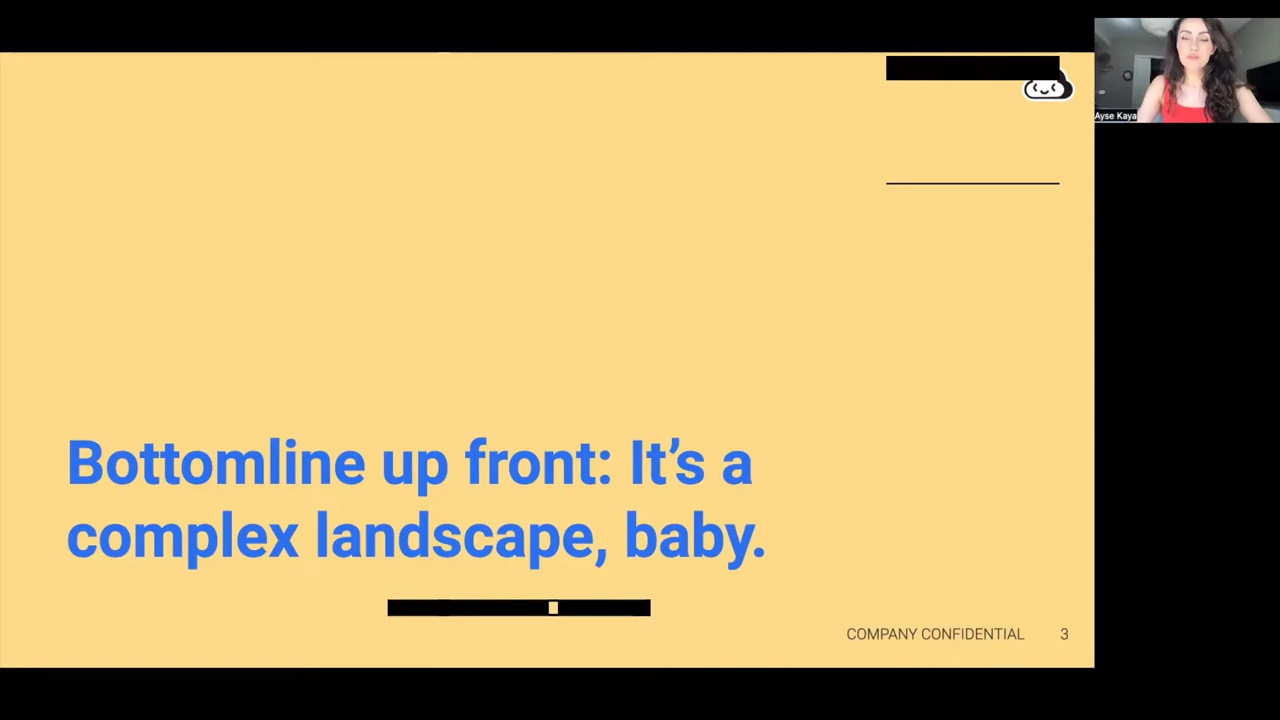 Ayse Kaya
Bottomline up front: It’s a
complex landscape, baby.
COMPANY CONFIDENTIAL 3